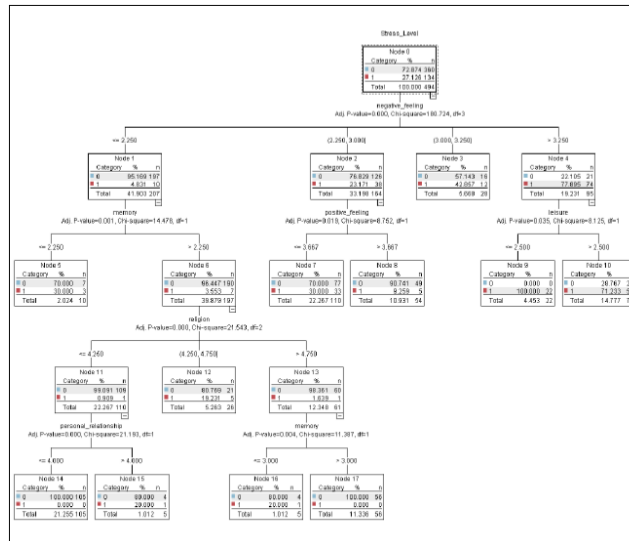 Stress_Level
Node 0
Category % n
0 72.874 360
1 27.126 134
Total 100.000 494
negative_feeling
Adj. P-value=0.000, Chi-square=188.724, df=3
<= 2.250
(2.250, 3.000]
(3.000, 3.250]
> 3.250
Node 1
Category % n
0 95.169 197
1 4.831 10
Total 41.903 207
Node 2
Category % n
0 76.829 126
1 23.171 38
Total 33.198 164
Node 3
Category % n
0 57.143 16
1 42.857 12
Total 5.668 28
Node 4
Category % n
0 22.105 21
1 77.895 74
Total 19.231 95
memory
Adj. P-value=0.001, Chi-square=14.478, df=1
positive_feeling
Adj. P-value=0.018, Chi-square=8.752, df=1
leisure
Adj. P-value=0.035, Chi-square=8.125, df=1
<= 2.250
> 2.250
<= 3.667
> 3.667
<= 2.500
> 2.500
Node 5
Category % n
0 70.000 7
1 30.000 3
Total 2.024 10
Node 6
Category % n
0 96.447 190
1 3.553 7
Total 39.879 197
Node 7
Category % n
0 70.000 77
1 30.000 33
Total 22.267 110
Node 8
Category % n
0 90.741 49
1 9.259 5
Total 10.931 54
Node 9
Category % n
0 0.000 0
1 100.000 22
Total 4.453 22
Node 10
Category %
0 28.767 2
1 71.233 5
Total 14.777 7
religion
Adj. P-value=0.000, Chi-square=21.543, df=2
<= 4.250
(4.250, 4.750]
> 4.750
Node 11
Category % n
0 99.091 109
1 0.909 1
Total 22.267 110
Node 12
Category % n
0 80.769 21
1 19.231 5
Total 5.263 26
Node 13
Category % n
0 98.361 60
1 1.639 1
Total 12.348 61
personal_relationship
Adj. P-value=0.000, Chi-square=21.193, df=1
memory
Adj. P-value=0.004, Chi-square=11.387, df=1
<= 4.000
> 4.000
<= 3.000
> 3.000
Node 14
Category % n
0 100.000 105
1 0.000 0
Total 21.255 105
Node 15
Category % n
0 80.000 4
1 20.000 1
Total 1.012 5
Node 16
Category % n
0 80.000 4
1 20.000 1
Total 1.012 5
Node 17
Category % n
0 100.000 56
1 0.000 0
Total 11.336 56